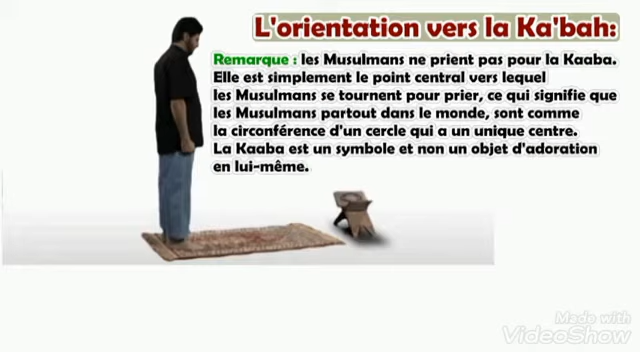 L'orientation vers la Ka'bah:
Remarque : les Musulmans ne prient pas pour la Kaaba.
Elle est simplement le point central vers lequel
les Musulmans se tournent pour prier, ce qui signifie que
les Musulmans partout dans le monde, sont comme
la circonférence d'un cercle qui a un unique centre.
La Kaaba est un symbole et non un objet d'adoration
en lui-même.
Made with
VideoShow